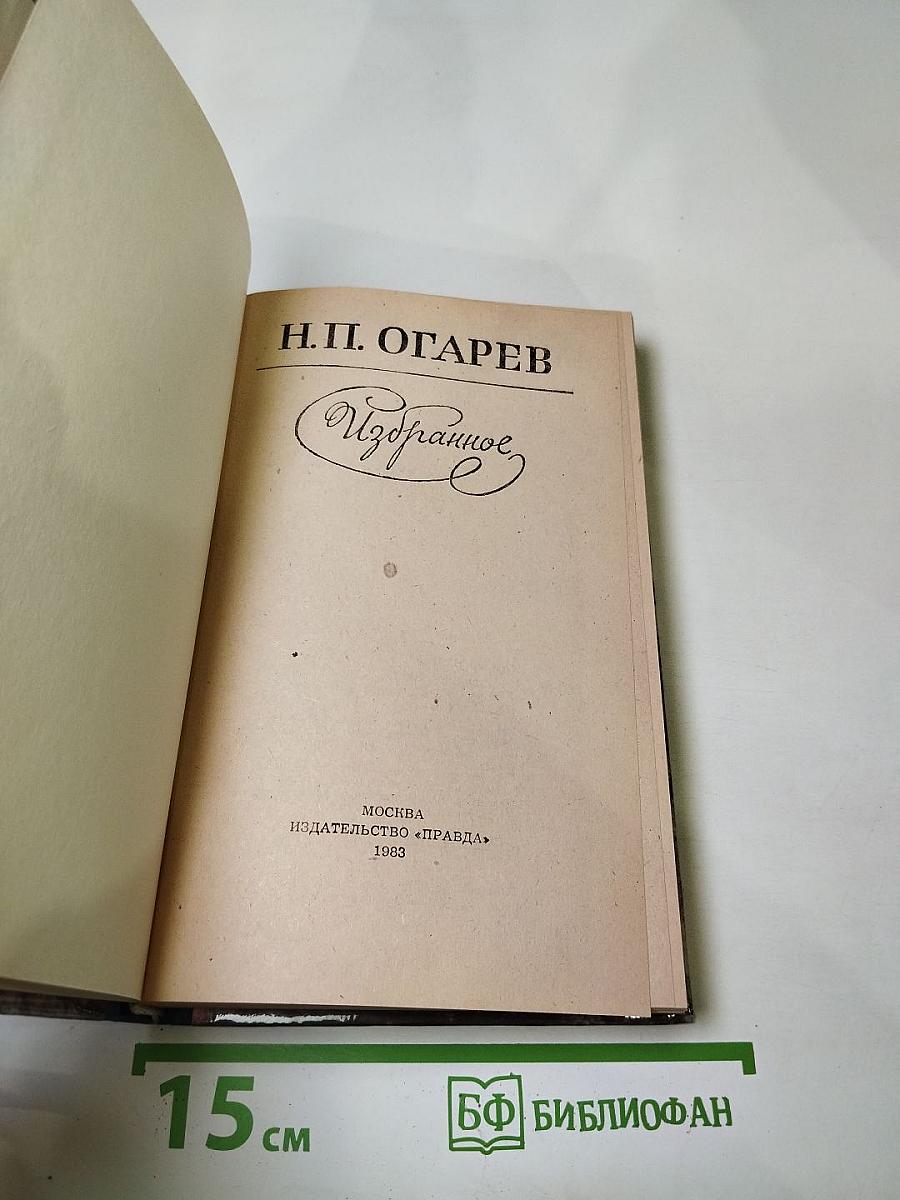 Н. П. ОГАРЕВ
Избранное
МОСКВА
ИЗДАТЕЛЬСТВО «ПРАВДА»
1983
15 см
БФ БИБЛИОФАН